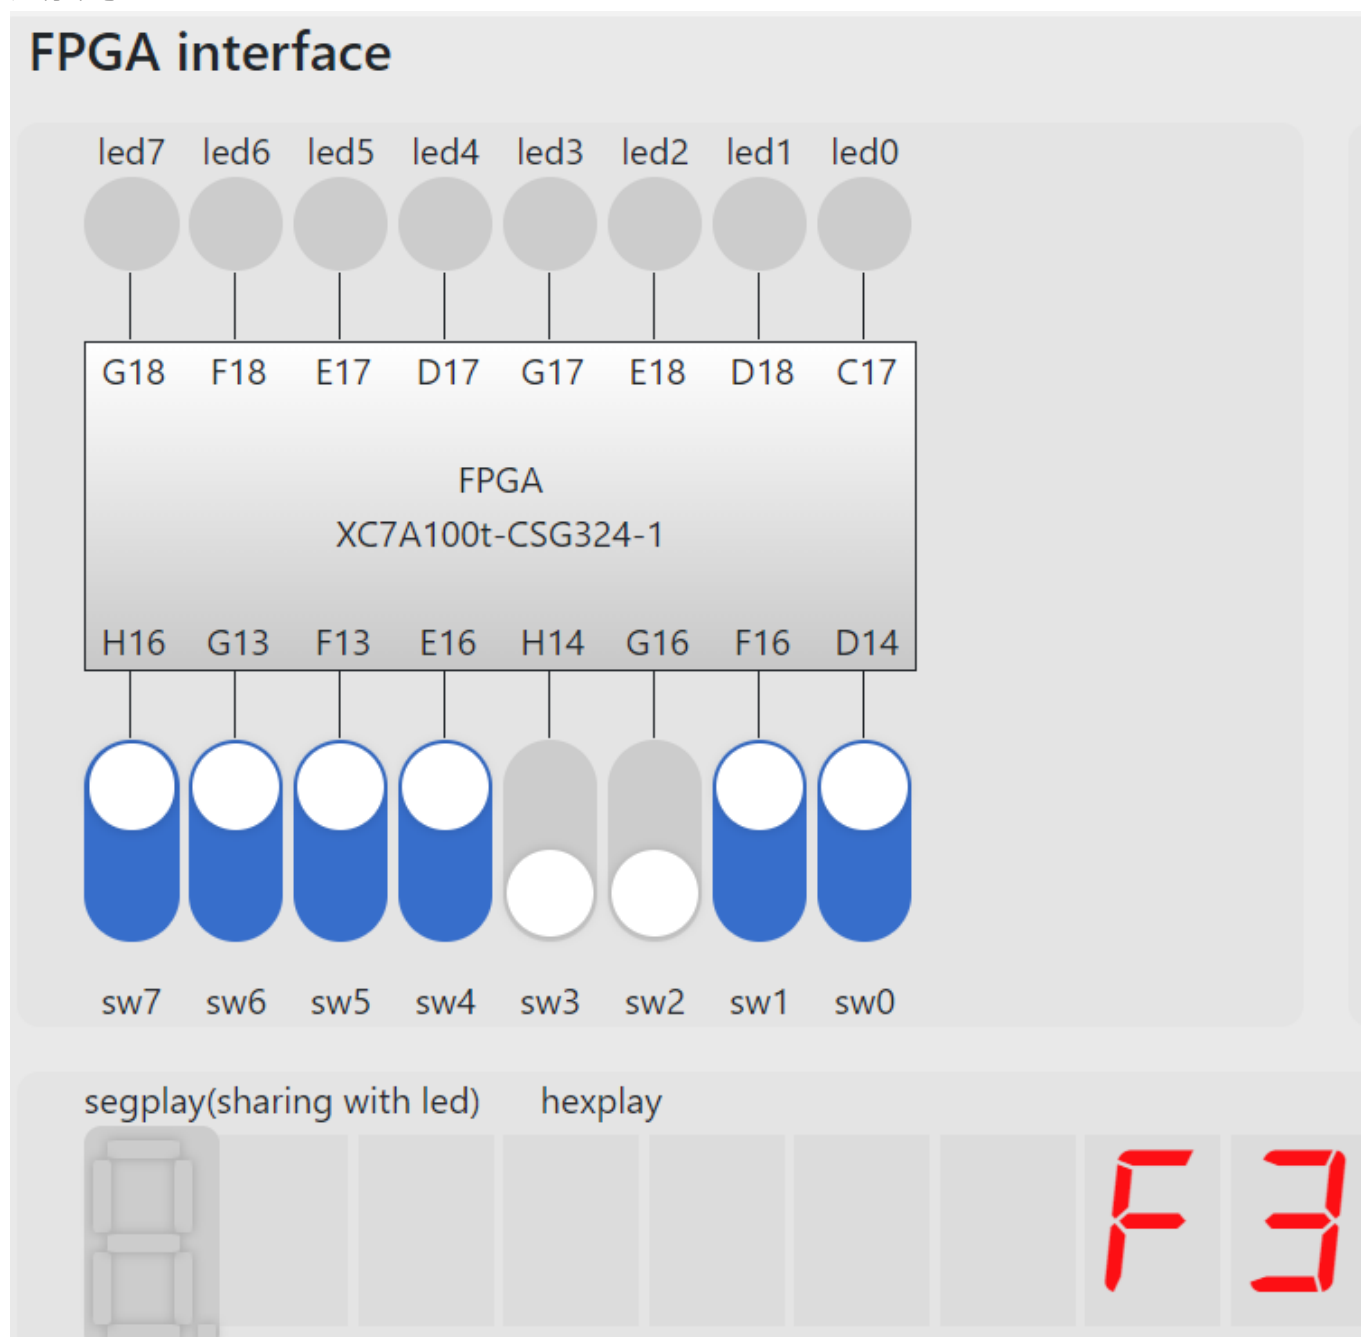 FPGA interface
led7 led6 led5 led4 led3 led2 led1 led0
G18 F18 E17 D17 G17 E18 D18 C17
FPGA
XC7A100t-CSG324-1
H16 G13 F13 E16 H14 G16 F16 D14
sw7 sw6 sw5 sw4 sw3 sw2 sw1 sw0
segplay(sharing with led) hexplay
F 3